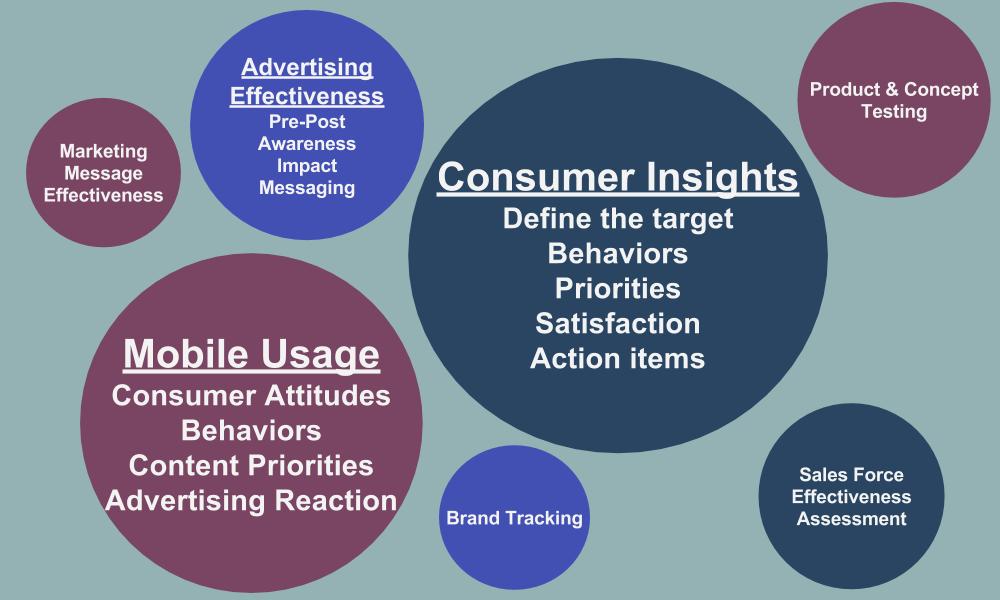 Marketing
Message
Effectiveness
Advertising
Effectiveness
Pre-Post
Awareness
Impact
Messaging
Consumer Insights
Define the target
Behaviors
Priorities
Satisfaction
Action items
Product & Concept
Testing
Mobile Usage
Consumer Attitudes
Behaviors
Content Priorities
Advertising Reaction
Brand Tracking
Sales Force
Effectiveness
Assessment